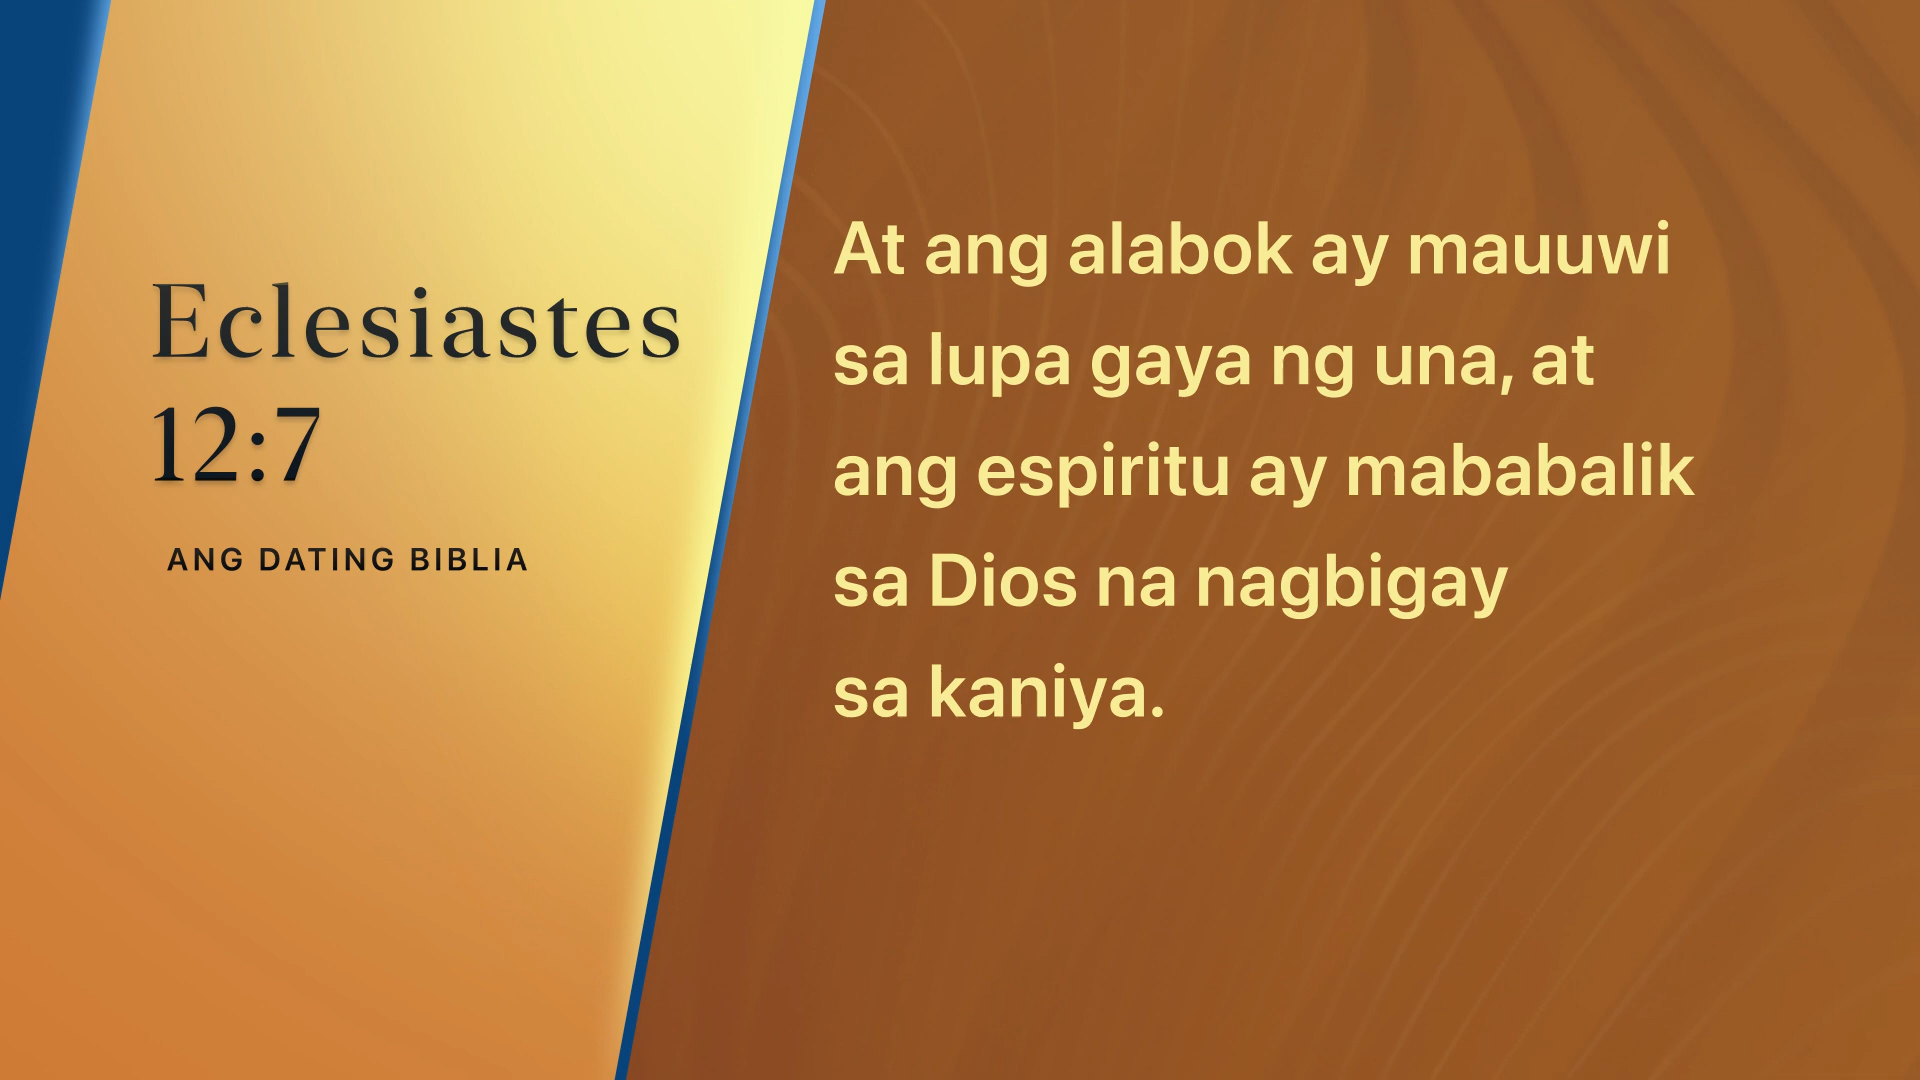 Eclesiastes
12:7
ANG DATING BIBLIA
At ang alabok ay mauuwi
sa lupa gaya ng una, at
ang espiritu ay mababalik
sa Dios na nagbigay
sa kaniya.